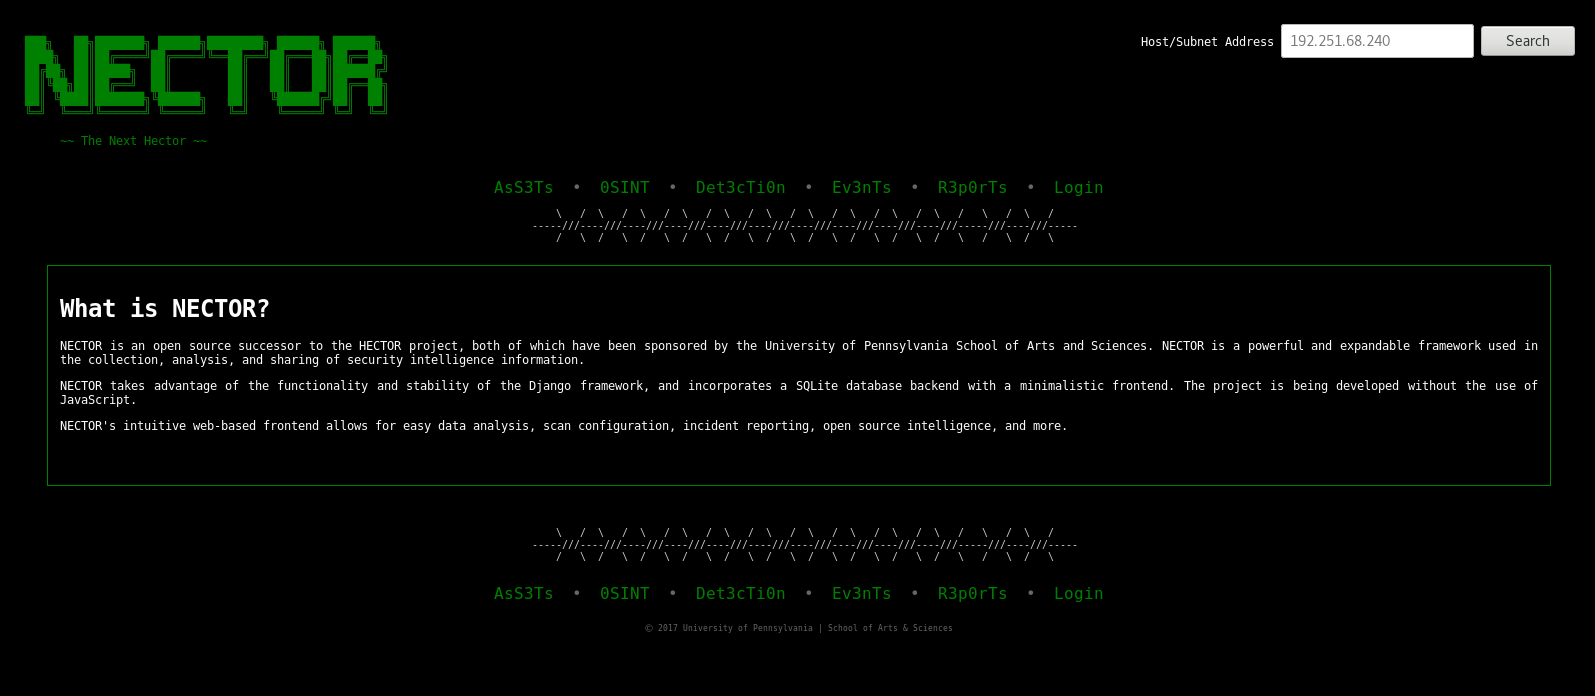 NECTOR
~~ The Next Hector ~~
Host/Subnet Address 192.251.68.240 Search
AsS3Ts • 0SINT • Det3cTi0n • Ev3nTs • R3p0rTs • Login
What is NECTOR?
NECTOR is an open source successor to the HECTOR project, both of which have been sponsored by the University of Pennsylvania School of Arts and Sciences. NECTOR is a powerful and expandable framework used in
the collection, analysis, and sharing of security intelligence information.
NECTOR takes advantage of the functionality and stability of the Django framework, and incorporates a SQLite database backend with a minimalistic frontend. The project is being developed without the use of
JavaScript.
NECTOR's intuitive web-based frontend allows for easy data analysis, scan configuration, incident reporting, open source intelligence, and more.
AsS3Ts • 0SINT • Det3cTi0n • Ev3nTs • R3p0rTs • Login
© 2017 University of Pennsylvania | School of Arts & Sciences